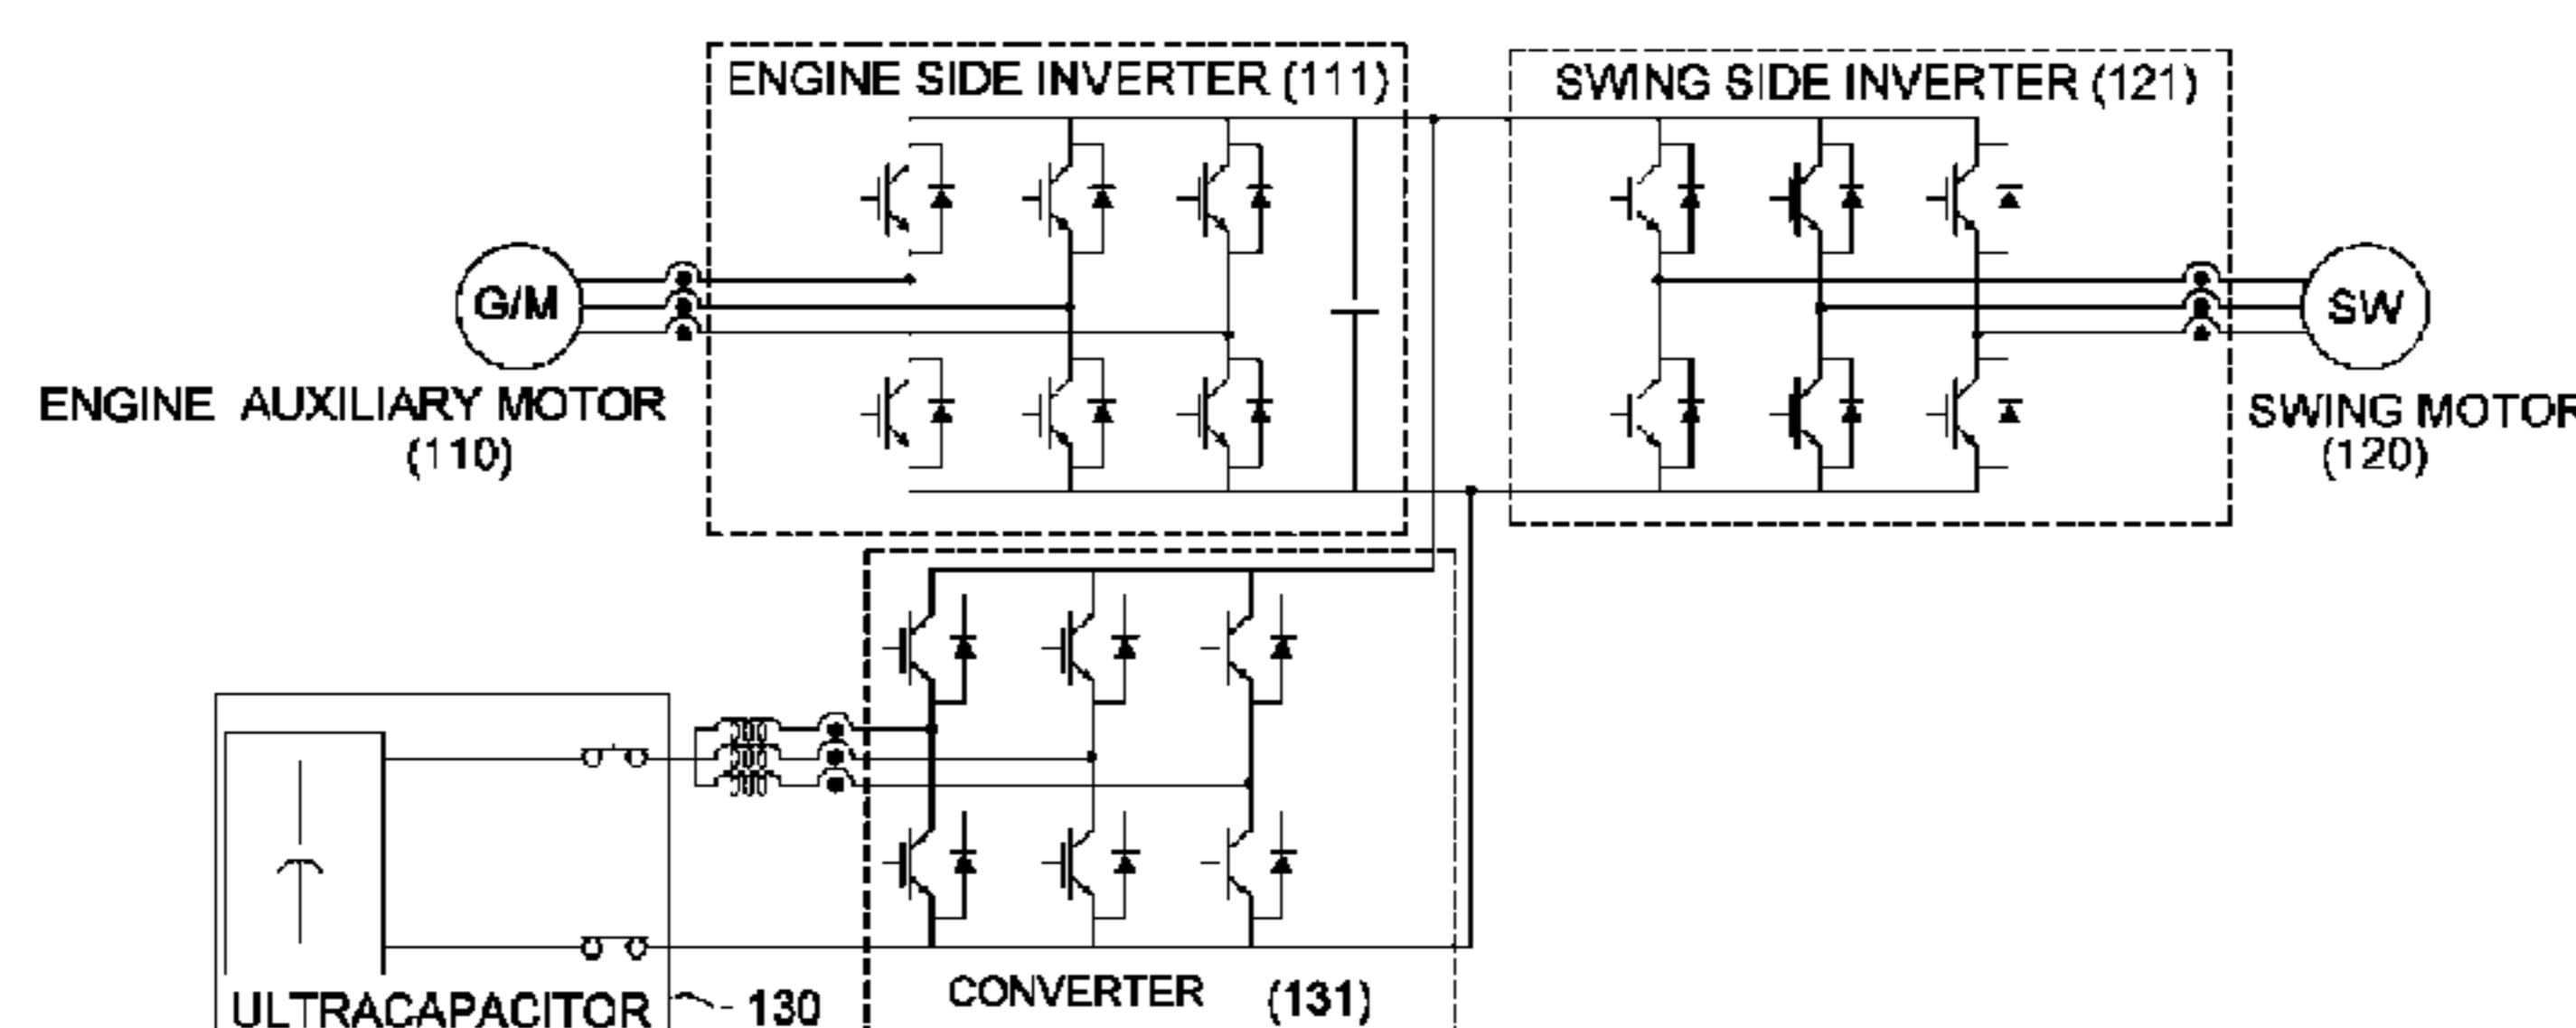 ENGINE SIDE INVERTER (111)
SWING SIDE INVERTER (121)
G/M
SW
ENGINE AUXILIARY MOTOR
(110)
SWING MOTOR
(120)
CONVERTER (131)
ULTRACAPACITOR 130